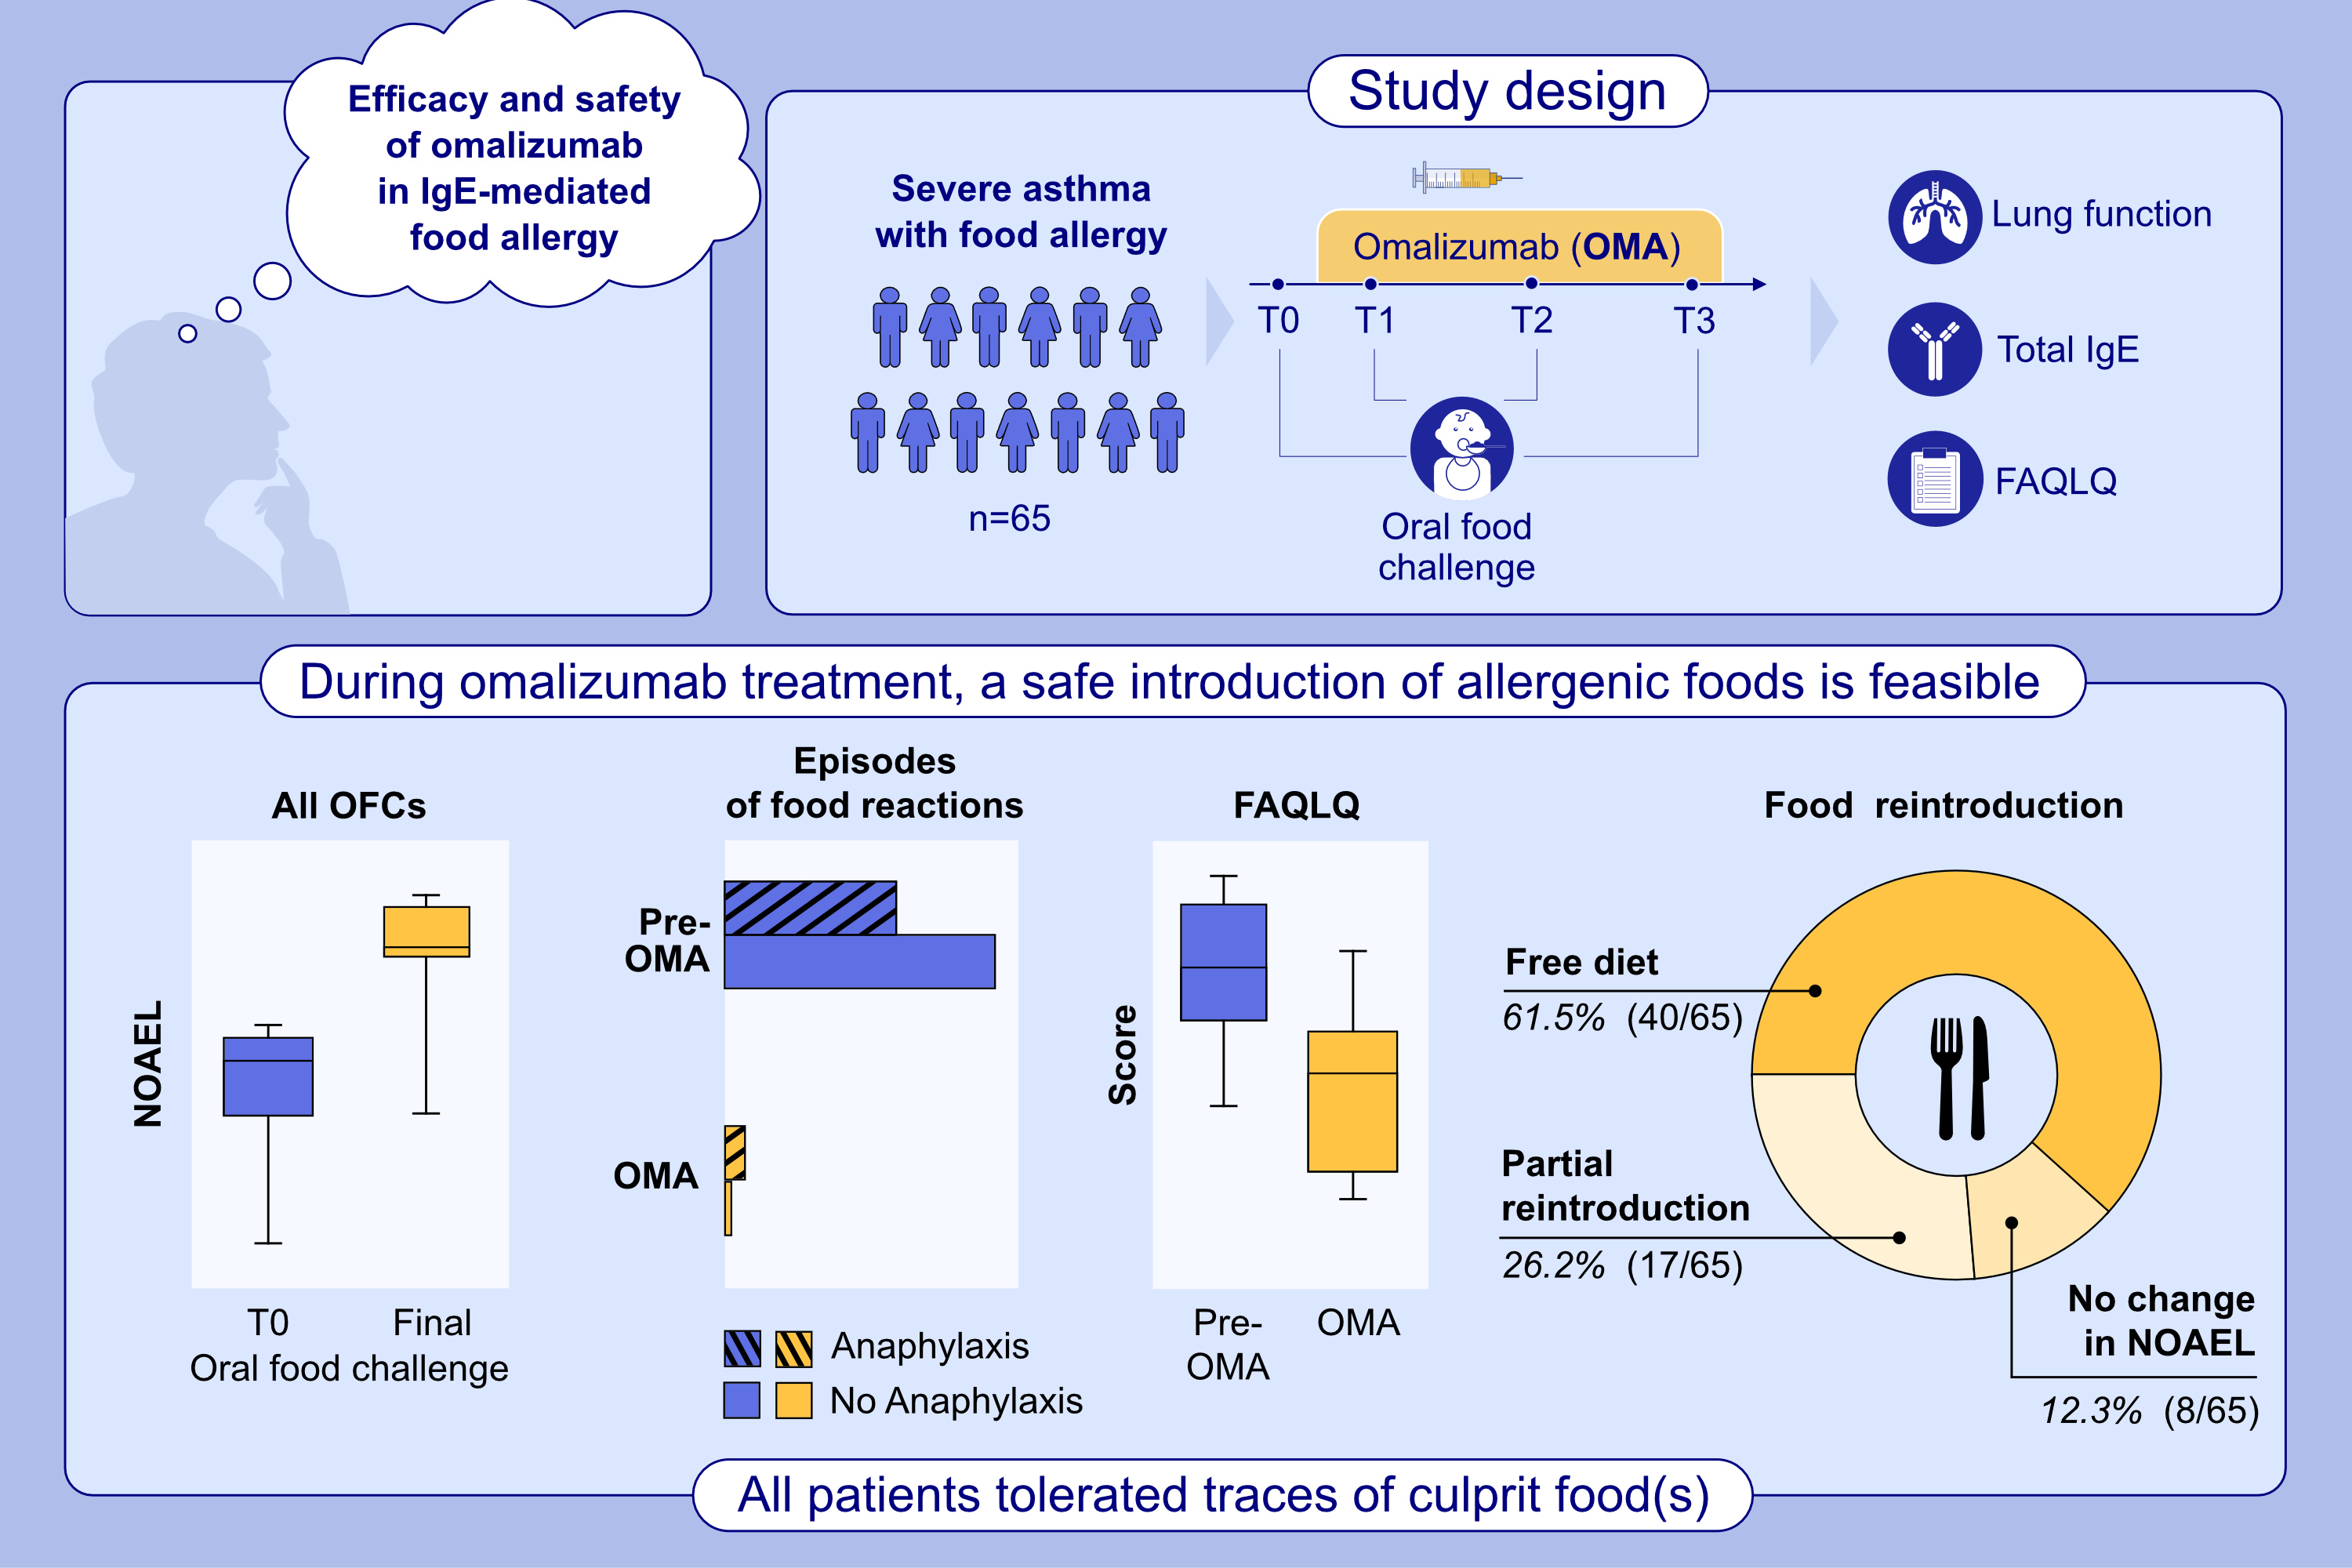 Efficacy and safety
of omalizumab
in IgE-mediated
food allergy
Study design
Severe asthma
with food allergy
n=65
Omalizumab (OMA)
T0 T1 T2 T3
Oral food
challenge
Lung function
Total IgE
FAQLQ
During omalizumab treatment, a safe introduction of allergenic foods is feasible
All OFCs
NOAEL
T0 Final
Oral food challenge
Episodes
of food reactions
Pre-
OMA
OMA
Anaphylaxis
No Anaphylaxis
FAQLQ
Score
Pre-
OMA
OMA
Food reintroduction
Free diet
61.5% (40/65)
Partial
reintroduction
26.2% (17/65)
No change
in NOAEL
12.3% (8/65)
All patients tolerated traces of culprit food(s)